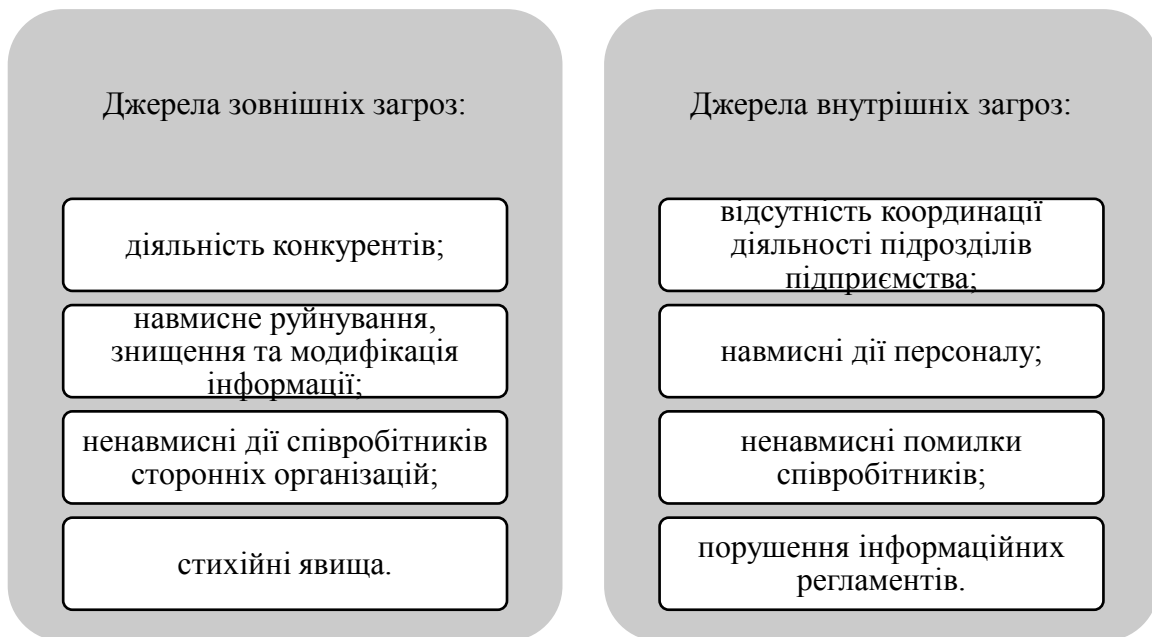 Джерела зовнішніх загроз:
діяльність конкурентів;
навмисне руйнування,
знищення та модифікація
інформації;
ненавмисні дії співробітників
сторонніх організацій;
стихійні явища.
Джерела внутрішніх загроз:
відсутність координації
діяльності підрозділів
підприємства;
навмисні дії персоналу;
ненавмисні помилки
співробітників;
порушення інформаційних
регламентів.